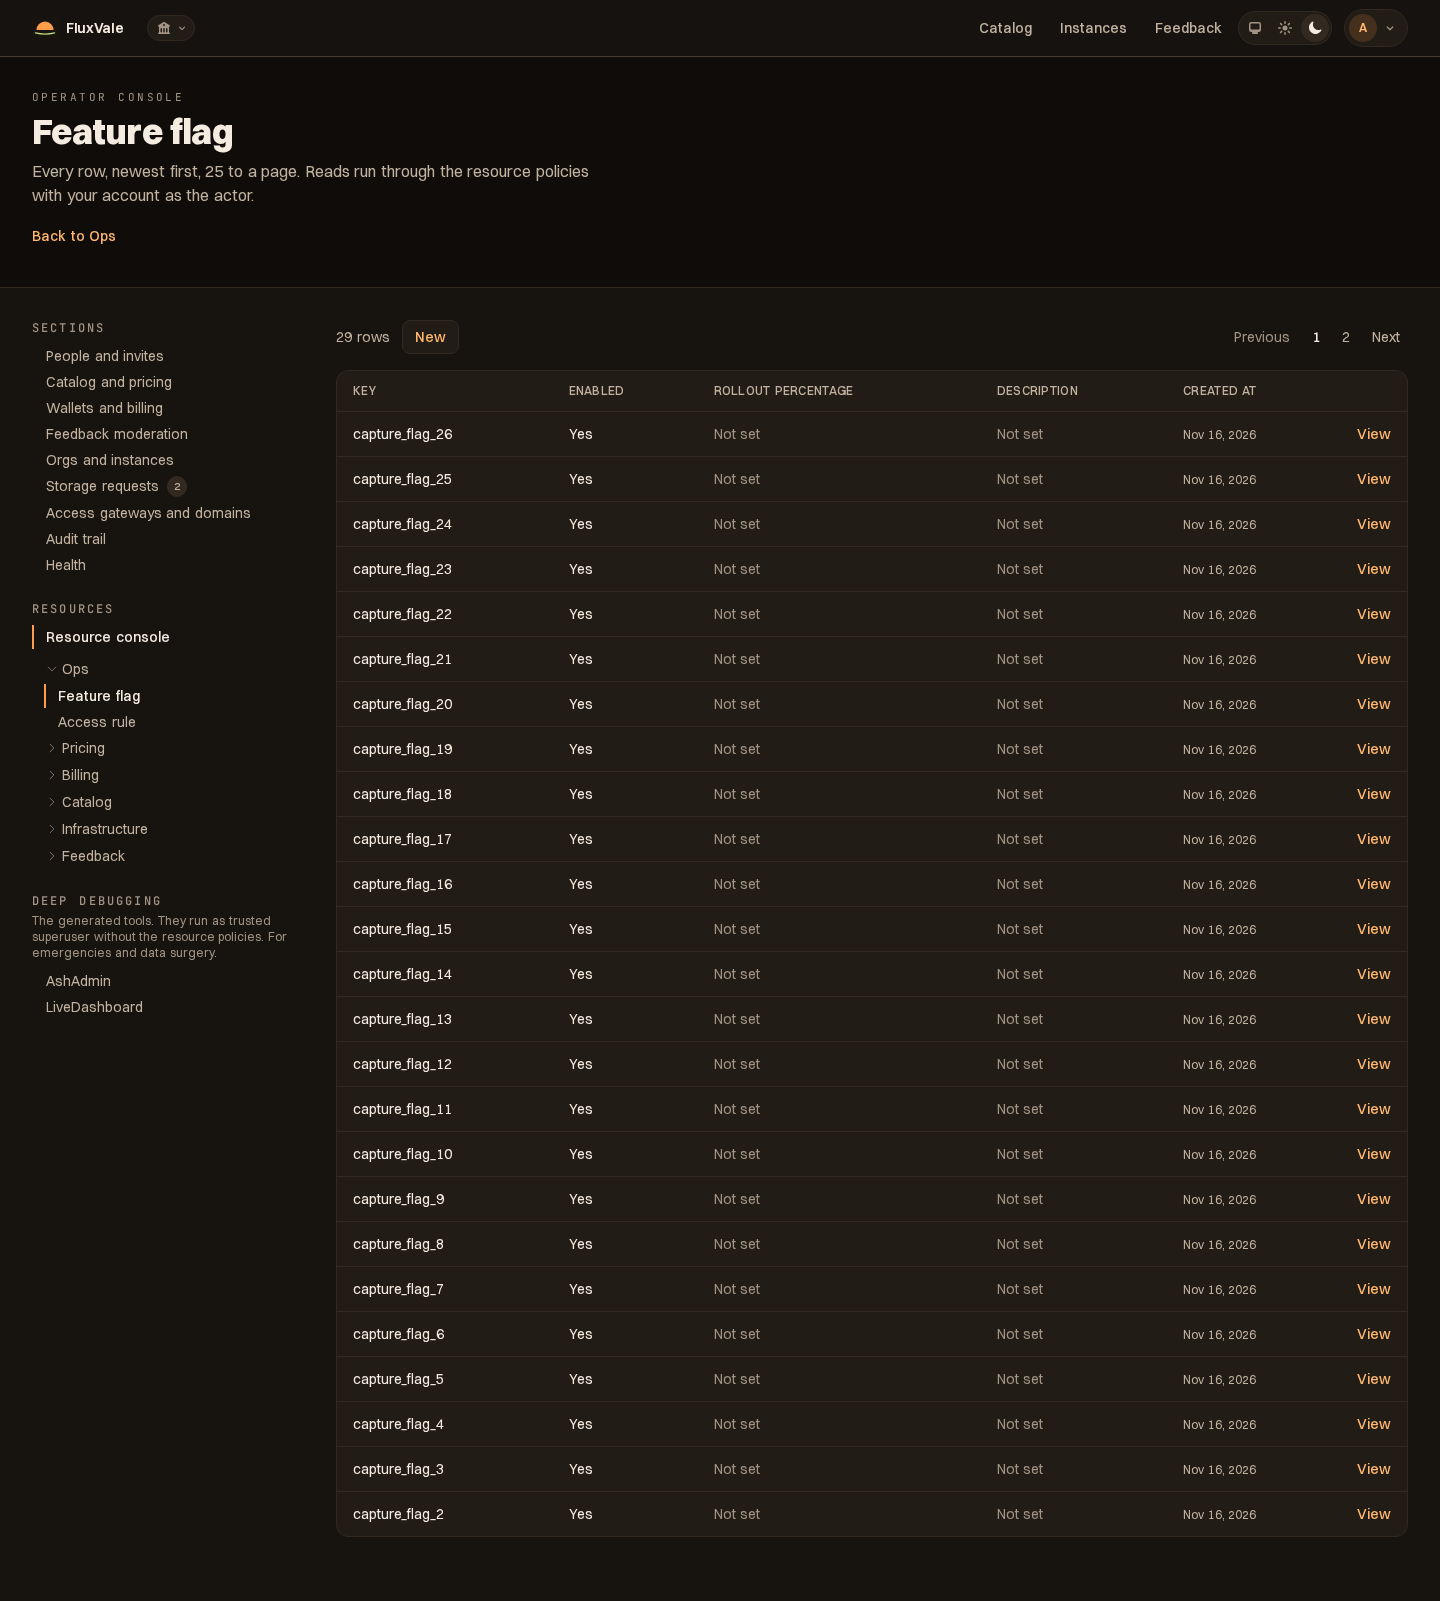 FluxVale
Catalog Instances Feedback A
OPERATOR CONSOLE
Feature flag
Every row, newest first, 25 to a page. Reads run through the resource policies
with your account as the actor.
Back to Ops
SECTIONS
People and invites
Catalog and pricing
Wallets and billing
Feedback moderation
Orgs and instances
Storage requests 2
Access gateways and domains
Audit trail
Health
RESOURCES
Resource console
Ops
Feature flag
Access rule
Pricing
Billing
Catalog
Infrastructure
Feedback
DEEP DEBUGGING
The generated tools. They run as trusted
superuser without the resource policies. For
emergencies and data surgery.
AshAdmin
LiveDashboard
29 rows New Previous 1 2 Next
KEY ENABLED ROLLOUT PERCENTAGE DESCRIPTION CREATED AT
capture_flag_26 Yes Not set Not set Nov 16, 2026 View
capture_flag_25 Yes Not set Not set Nov 16, 2026 View
capture_flag_24 Yes Not set Not set Nov 16, 2026 View
capture_flag_23 Yes Not set Not set Nov 16, 2026 View
capture_flag_22 Yes Not set Not set Nov 16, 2026 View
capture_flag_21 Yes Not set Not set Nov 16, 2026 View
capture_flag_20 Yes Not set Not set Nov 16, 2026 View
capture_flag_19 Yes Not set Not set Nov 16, 2026 View
capture_flag_18 Yes Not set Not set Nov 16, 2026 View
capture_flag_17 Yes Not set Not set Nov 16, 2026 View
capture_flag_16 Yes Not set Not set Nov 16, 2026 View
capture_flag_15 Yes Not set Not set Nov 16, 2026 View
capture_flag_14 Yes Not set Not set Nov 16, 2026 View
capture_flag_13 Yes Not set Not set Nov 16, 2026 View
capture_flag_12 Yes Not set Not set Nov 16, 2026 View
capture_flag_11 Yes Not set Not set Nov 16, 2026 View
capture_flag_10 Yes Not set Not set Nov 16, 2026 View
capture_flag_9 Yes Not set Not set Nov 16, 2026 View
capture_flag_8 Yes Not set Not set Nov 16, 2026 View
capture_flag_7 Yes Not set Not set Nov 16, 2026 View
capture_flag_6 Yes Not set Not set Nov 16, 2026 View
capture_flag_5 Yes Not set Not set Nov 16, 2026 View
capture_flag_4 Yes Not set Not set Nov 16, 2026 View
capture_flag_3 Yes Not set Not set Nov 16, 2026 View
capture_flag_2 Yes Not set Not set Nov 16, 2026 View